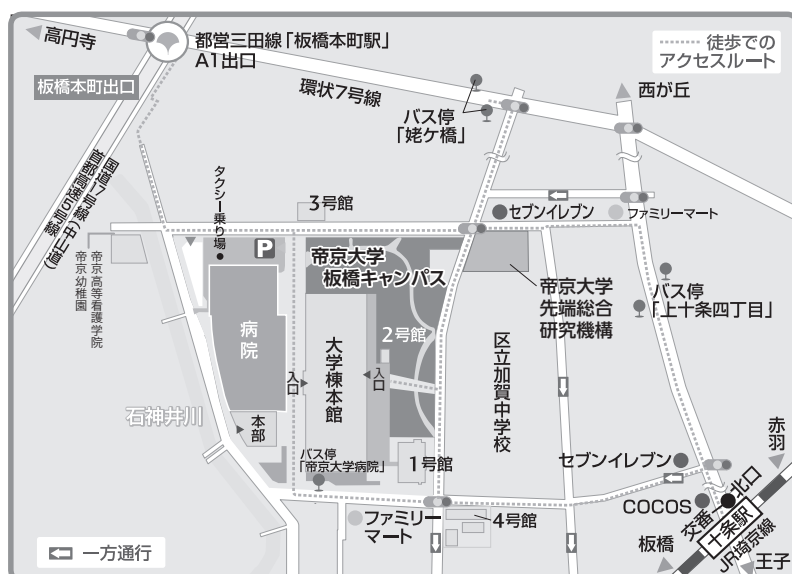 高円寺
都営三田線「板橋本町駅」
A1出口
徒歩での
アクセスルート
板橋本町出口
環状7号線
バス停
「姥ケ橋」
西が丘
国道17号線(中山道)
首都高速5号線
タクシー乗り場
3号館
セブンイレブン
ファミリーマート
P
帝京大学
板橋キャンパス
帝京高等看護学院
帝京幼稚園
帝京大学
先端総合
研究機構
バス停
「上十条四丁目」
病院
2号館
大学棟本館
入口
入口
区立加賀中学校
石神井川
本部
バス停
「帝京大学病院」
1号館
セブンイレブン
赤羽
COCOS
交番
北口
十条駅
JR埼京線
ファミリー
マート
4号館
板橋
王子
一方通行